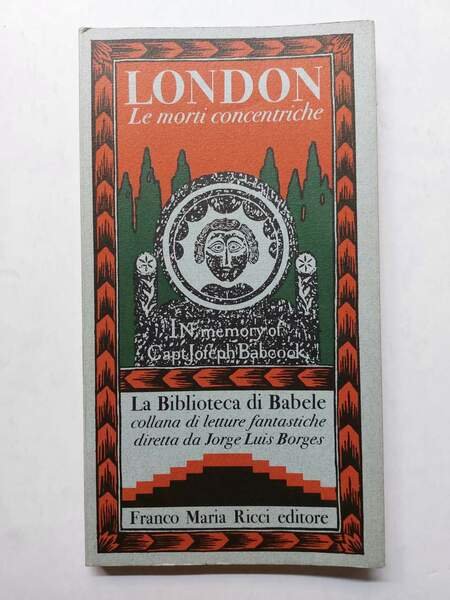 LONDON
Le morti concentriche
IN memory of
Capt Joseph Babcock
La Biblioteca di Babele
collana di letture fantastiche
diretta da Jorge Luis Borges
Franco Maria Ricci editore